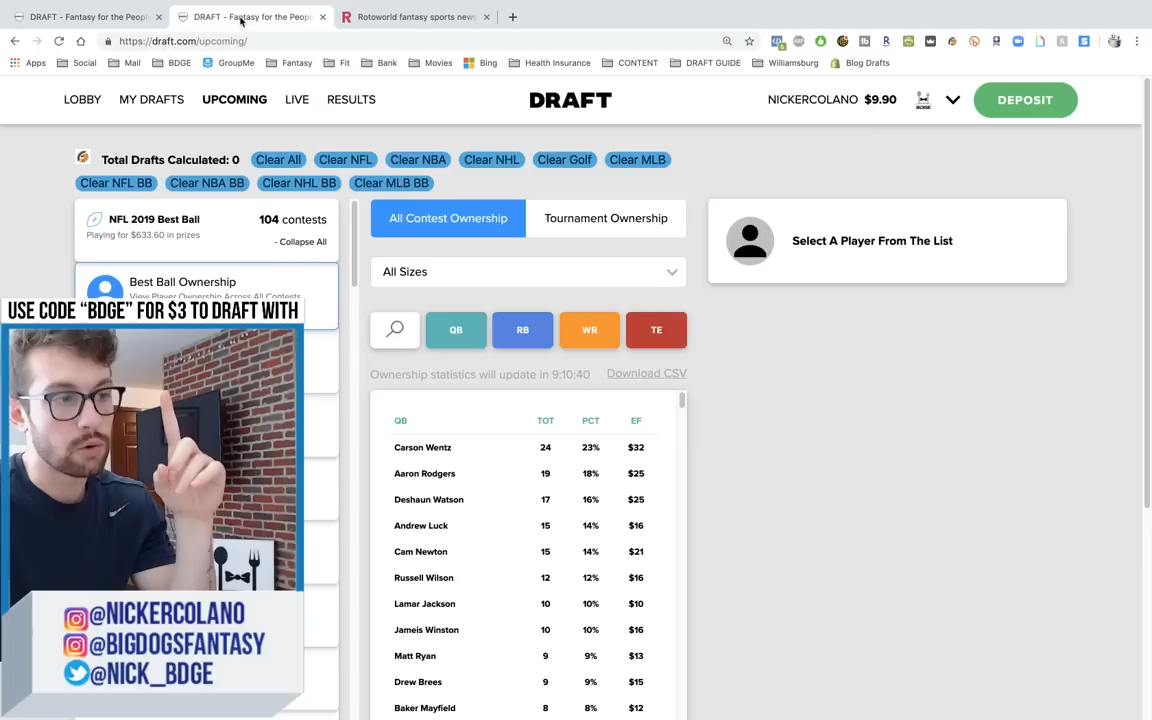 DRAFT - Fantasy for the Peopl
DRAFT - Fantasy for the Peopl
Rotoworld fantasy sports news
https://draft.com/upcoming/
Apps Social Mail BDGE GroupMe Fantasy Fit Bank Movies Bing Health Insurance CONTENT DRAFT GUIDE Williamsburg Blog Drafts
LOBBY MY DRAFTS UPCOMING LIVE RESULTS DRAFT NICKERCOLANO $9.90 DEPOSIT
Total Drafts Calculated: 0 Clear All Clear NFL Clear NBA Clear NHL Clear Golf Clear MLB
Clear NFL BB Clear NBA BB Clear NHL BB Clear MLB BB
NFL 2019 Best Ball 104 contests
Playing for $633.60 in prizes
- Collapse All
Best Ball Ownership
View Player Ownership Across All Contests
USE CODE “BDGE” FOR $3 TO DRAFT WITH
@NICKERCOLANO
@BIGDOGSFANTASY
@NICK_BDGE
All Contest Ownership Tournament Ownership
All Sizes
QB RB WR TE
Ownership statistics will update in 9:10:40 Download CSV
QB TOT PCT EF
Carson Wentz 24 23% $32
Aaron Rodgers 19 18% $25
Deshaun Watson 17 16% $25
Andrew Luck 15 14% $16
Cam Newton 15 14% $21
Russell Wilson 12 12% $16
Lamar Jackson 10 10% $10
Jameis Winston 10 10% $16
Matt Ryan 9 9% $13
Drew Brees 9 9% $15
Baker Mayfield 8 8% $12
Select A Player From The List